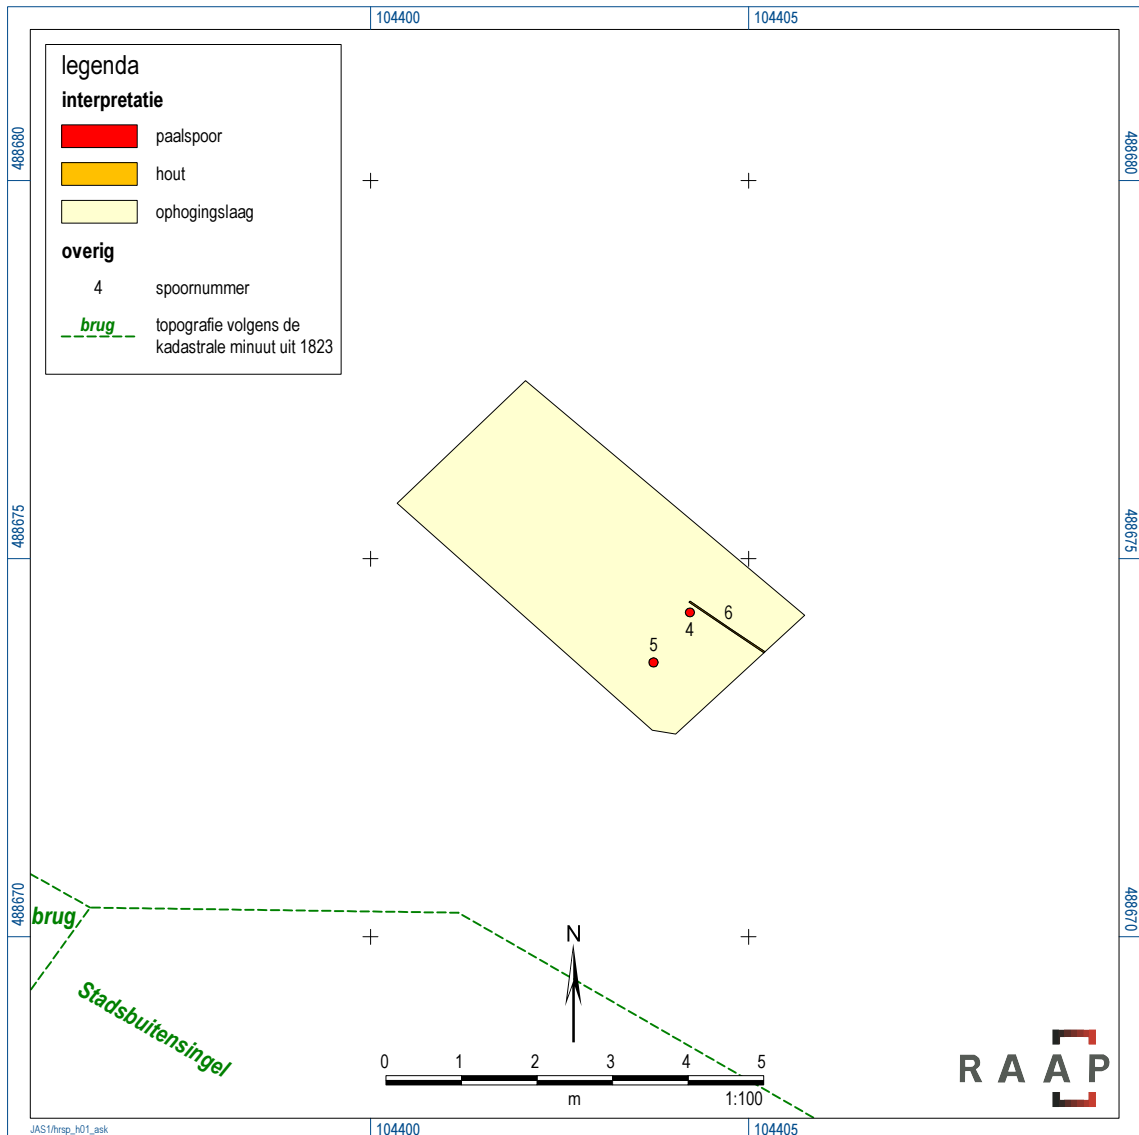 104400
104405
legenda
interpretatie
paalspoor
hout
ophogingslaag
overig
4 spoornummer
brug topografie volgens de
kadastrale minuut uit 1823
488680
488680
488675
488675
6
4
5
488670
488670
brug
Stadsbuitensingel
N
0 1 2 3 4 5
m 1:100
RAAP
JAS1/hrsp_h01_ask
104400
104405